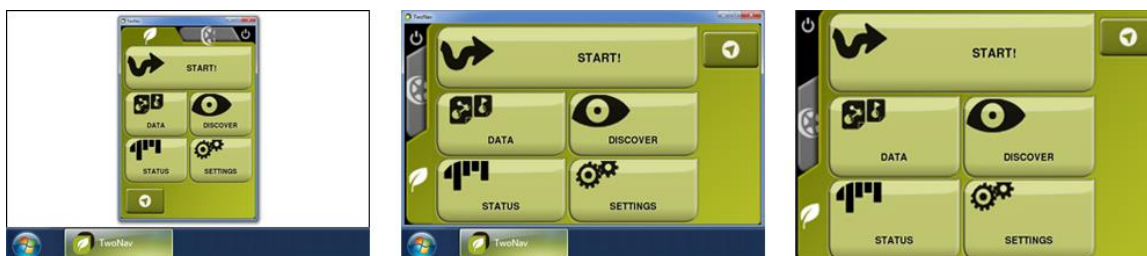 TwoNav
START!
DATA
DISCOVER
STATUS
SETTINGS
TwoNav
TwoNav
START!
DATA
DISCOVER
STATUS
SETTINGS
TwoNav
START!
DATA
DISCOVER
STATUS
SETTINGS